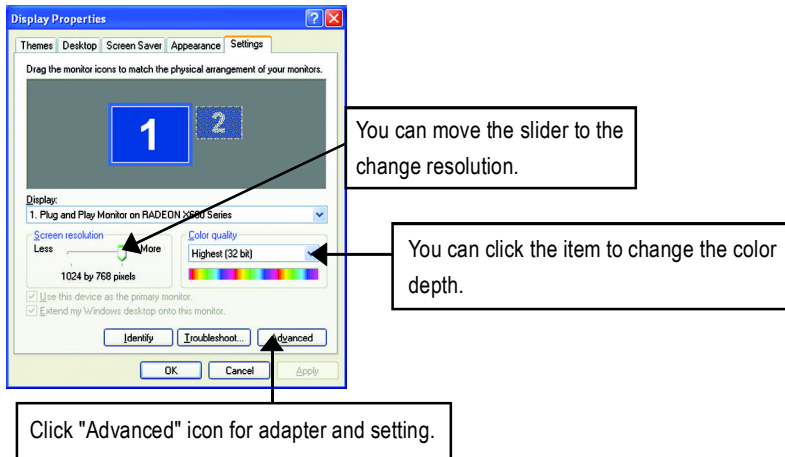 Display Properties
Themes Desktop Screen Saver Appearance Settings
Drag the monitor icons to match the physical arrangement of your monitors.
1 2
You can move the slider to the
change resolution.
Display:
1. Plug and Play Monitor on RADEON X600 Series
Screen resolution
Less More
1024 by 768 pixels
Color quality
Highest (32 bit)
You can click the item to change the color
depth.
Use this device as the primary monitor.
Extend my Windows desktop onto this monitor.
Identify Troubleshoot... Advanced
OK Cancel Apply
Click "Advanced" icon for adapter and setting.